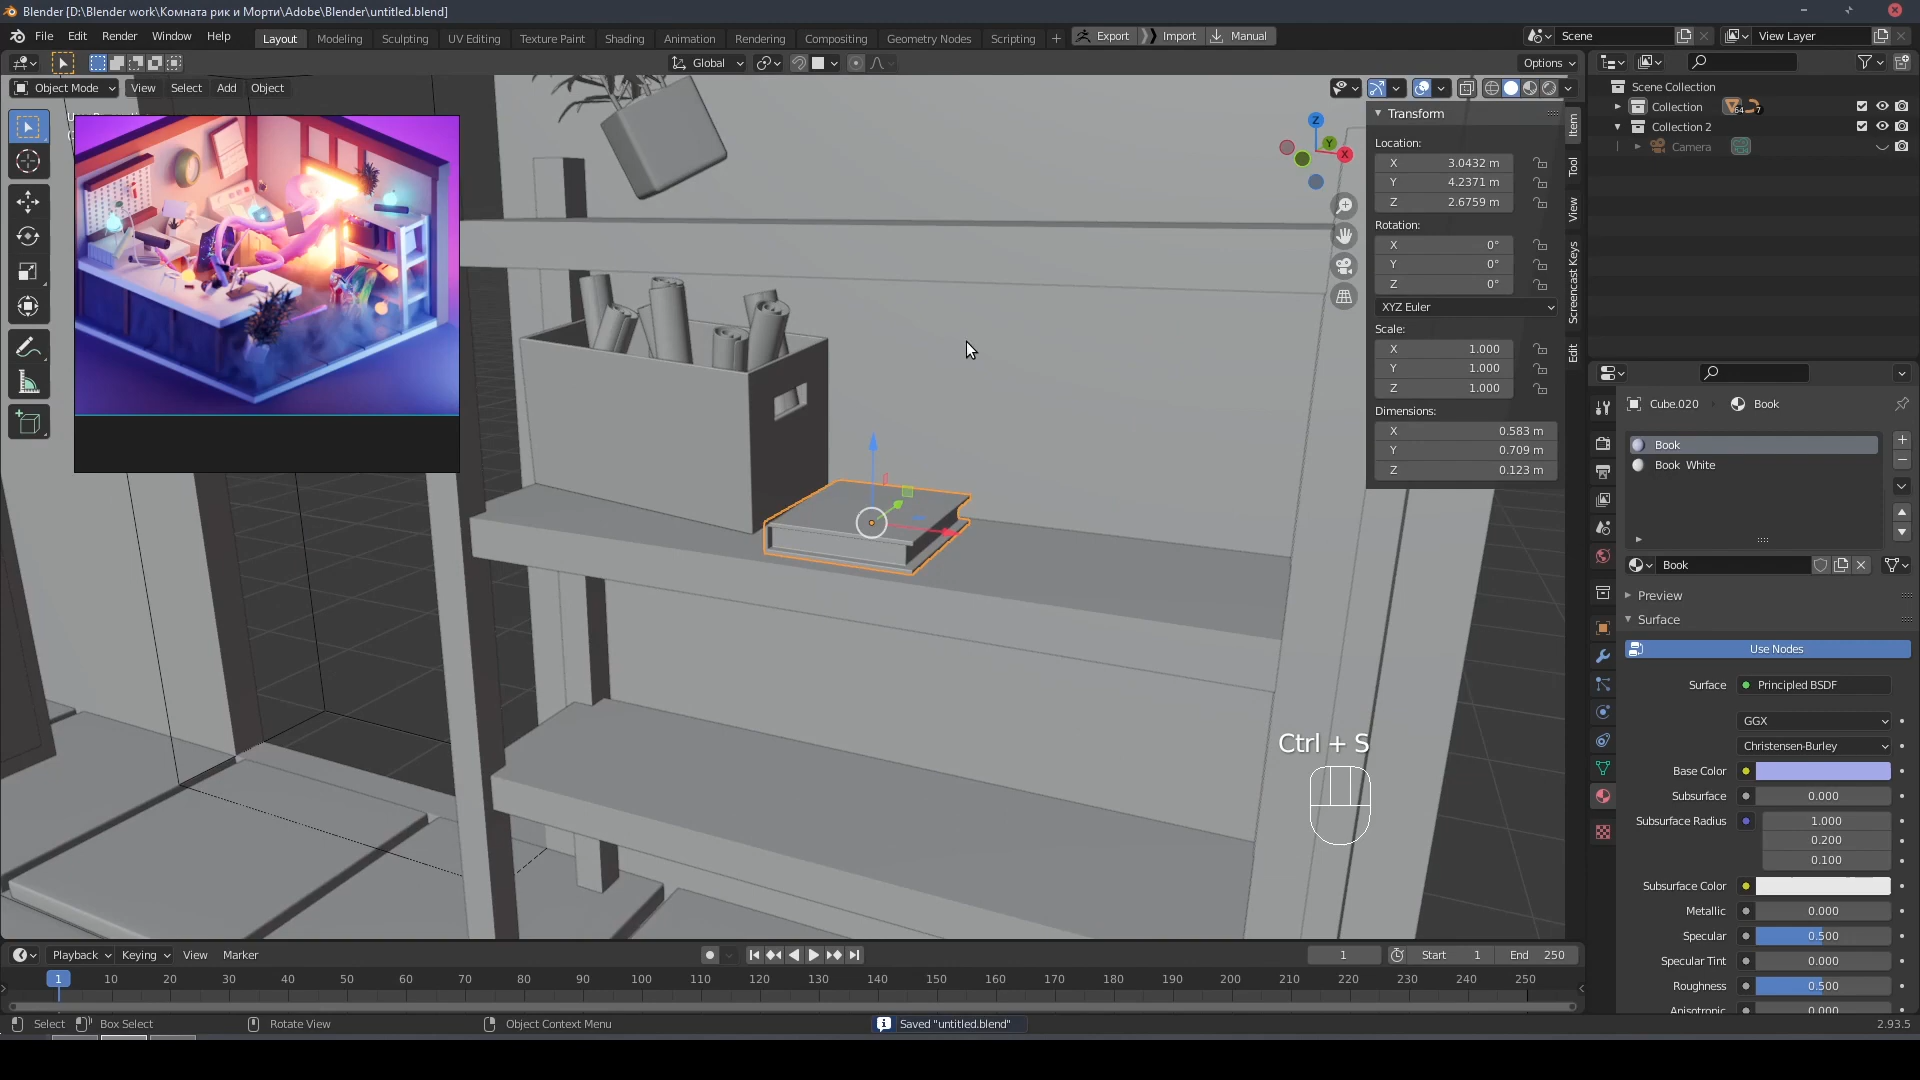 Blender [D:\Blender work\Комната рик и Морти\Adobe\Blender\untitled.blend]
File Edit Render Window Help Layout Modeling Sculpting UV Editing Texture Paint Shading Animation Rendering Compositing Geometry Nodes Scripting + Export Import Manual Scene View Layer
Global Options
Object Mode View Select Add Object
Transform
Location:
X 3.0432 m
Y 4.2371 m
Z 2.6759 m
Rotation:
X 0°
Y 0°
Z 0°
XYZ Euler
Scale:
X 1.000
Y 1.000
Z 1.000
Dimensions:
X 0.583 m
Y 0.709 m
Z 0.123 m
Item
Tool
View
Screencast Keys
Edit
Z
Y
X
Scene Collection
Collection 64 7
Collection 2
Camera
Cube.020 Book
Book
Book White
Book
Preview
Surface
Use Nodes
Surface Principled BSDF
GGX
Christensen-Burley
Base Color
Subsurface 0.000
Subsurface Radius 1.000
0.200
0.100
Subsurface Color
Metallic 0.000
Specular 0.500
Specular Tint 0.000
Roughness 0.500
Anisotropic 0.000
Ctrl + S
Playback Keying View Marker 1 Start 1 End 250
1 10 20 30 40 50 60 70 80 90 100 110 120 130 140 150 160 170 180 190 200 210 220 230 240 250
Select Box Select Rotate View Object Context Menu Saved "untitled.blend" 2.93.5